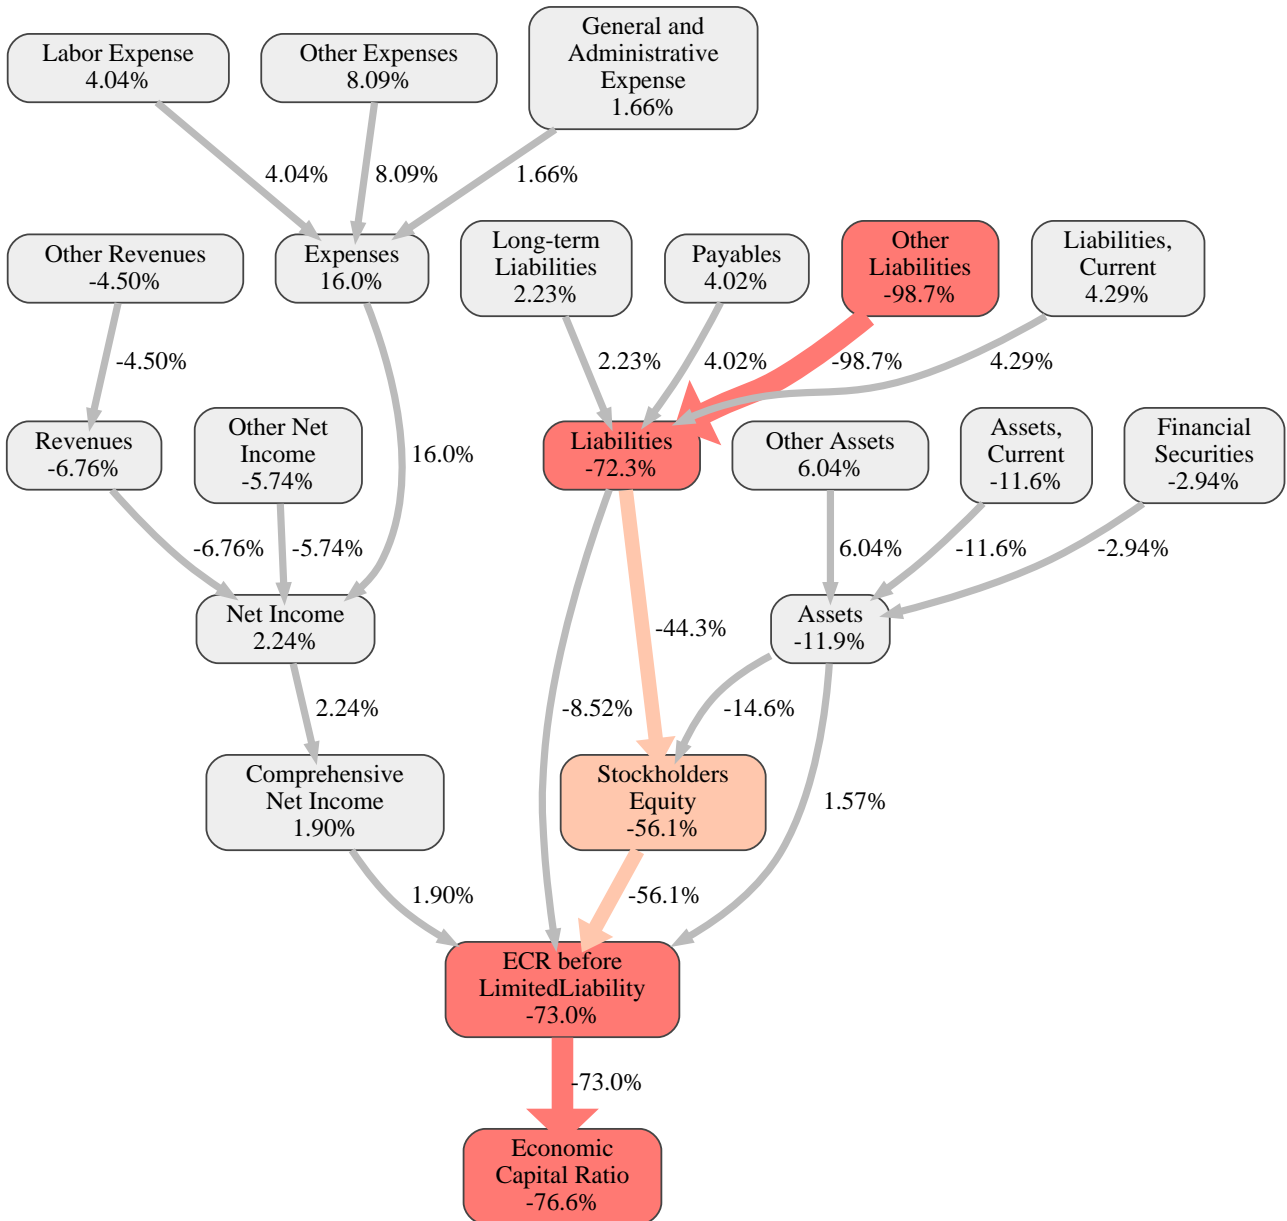 Labor Expense
4.04%
Other Expenses
8.09%
General and
Administrative
Expense
1.66%
4.04%
8.09%
1.66%
Other Revenues
-4.50%
Expenses
16.0%
Long-term
Liabilities
2.23%
Payables
4.02%
Other
Liabilities
-98.7%
Liabilities,
Current
4.29%
-4.50%
2.23%
4.02%
-98.7%
4.29%
Revenues
-6.76%
Other Net
Income
-5.74%
16.0%
Liabilities
-72.3%
Other Assets
6.04%
Assets,
Current
-11.6%
Financial
Securities
-2.94%
-6.76%
-5.74%
6.04%
-11.6%
-2.94%
Net Income
2.24%
-44.3%
Assets
-11.9%
2.24%
-8.52%
-14.6%
Comprehensive
Net Income
1.90%
Stockholders
Equity
-56.1%
1.57%
1.90%
-56.1%
ECR before
LimitedLiability
-73.0%
-73.0%
Economic
Capital Ratio
-76.6%